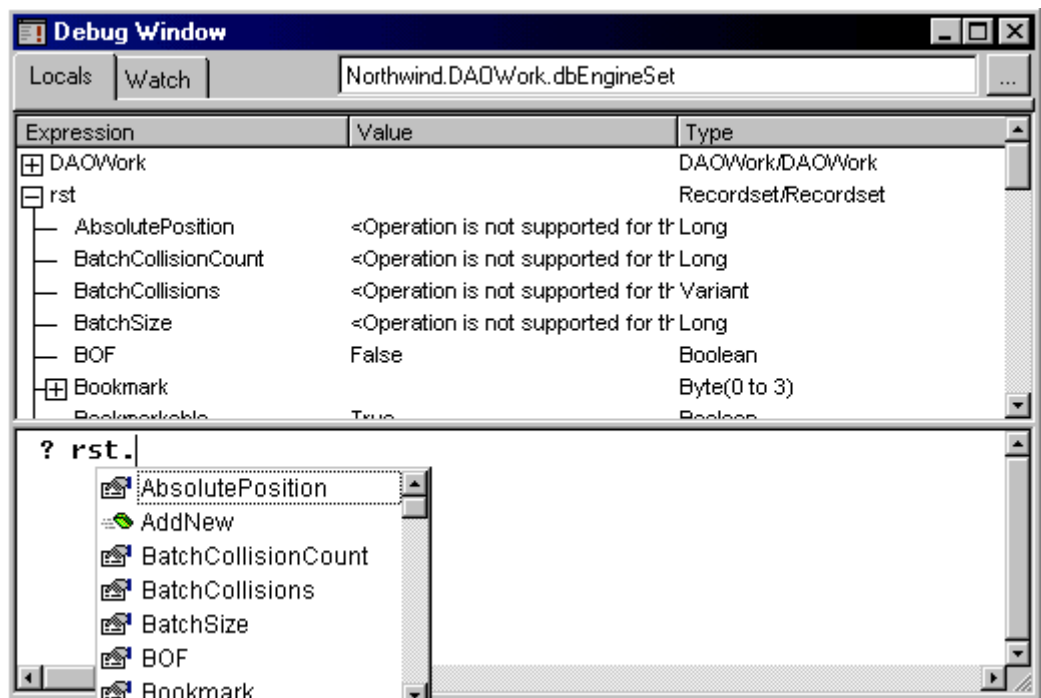 Debug Window
Locals Watch Northwind.DAOWork.dbEngineSet ...
Expression Value Type
DAOWork DAOWork/DAOWork
rst Recordset/Recordset
AbsolutePosition <Operation is not supported for th Long
BatchCollisionCount <Operation is not supported for th Long
BatchCollisions <Operation is not supported for th Variant
BatchSize <Operation is not supported for th Long
BOF False Boolean
Bookmark Byte(0 to 3)
Bookmarkable True Boolean
? rst.
AbsolutePosition
AddNew
BatchCollisionCount
BatchCollisions
BatchSize
BOF
Bookmark